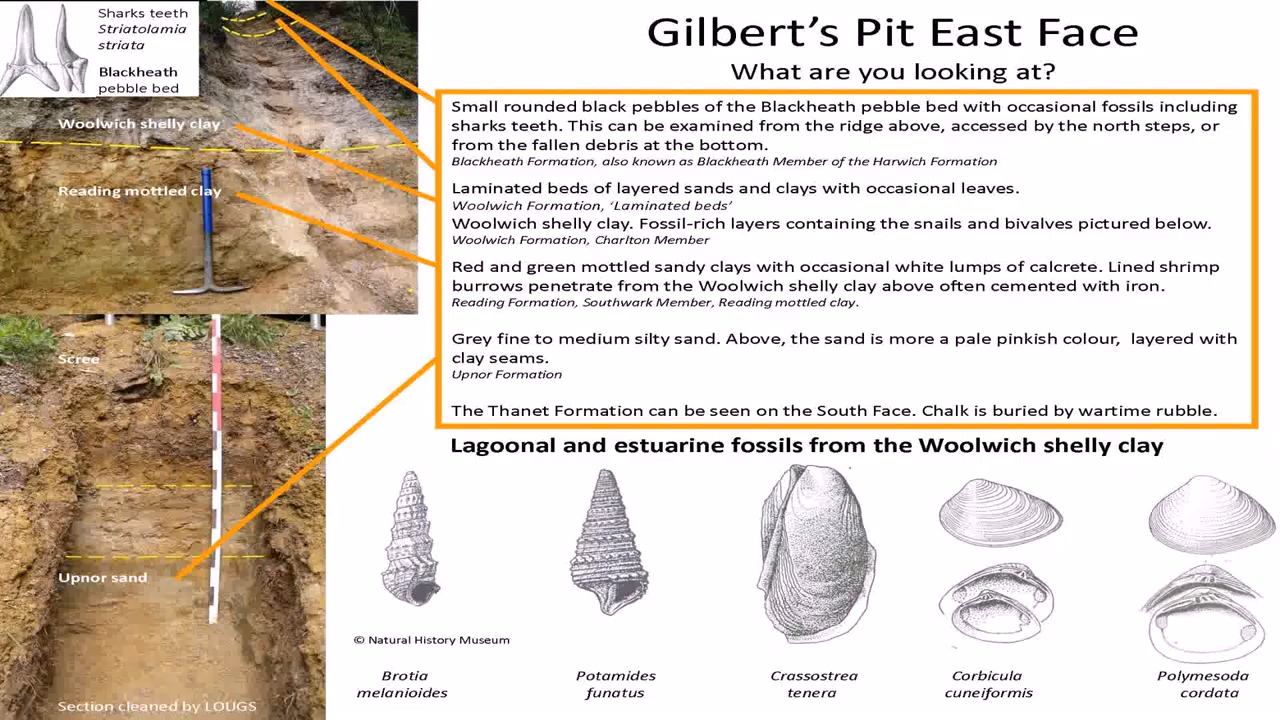 Sharks teeth
Striatolamia
striata
Blackheath
pebble bed
Woolwich shelly clay
Reading mottled clay
Scree
Upnor sand
Section cleaned by LOUGS
Gilbert’s Pit East Face
What are you looking at?
Small rounded black pebbles of the Blackheath pebble bed with occasional fossils including
sharks teeth. This can be examined from the ridge above, accessed by the north steps, or
from the fallen debris at the bottom.
Blackheath Formation, also known as Blackheath Member of the Harwich Formation
Laminated beds of layered sands and clays with occasional leaves.
Woolwich Formation, ‘Laminated beds’
Woolwich shelly clay. Fossil-rich layers containing the snails and bivalves pictured below.
Woolwich Formation, Charlton Member
Red and green mottled sandy clays with occasional white lumps of calcrete. Lined shrimp
burrows penetrate from the Woolwich shelly clay above often cemented with iron.
Reading Formation, Southwark Member, Reading mottled clay.
Grey fine to medium silty sand. Above, the sand is more a pale pinkish colour, layered with
clay seams.
Upnor Formation
The Thanet Formation can be seen on the South Face. Chalk is buried by wartime rubble.
Lagoonal and estuarine fossils from the Woolwich shelly clay
© Natural History Museum
Brotia
melanioides
Potamides
funatus
Crassostrea
tenera
Corbicula
cuneiformis
Polymesoda
cordata